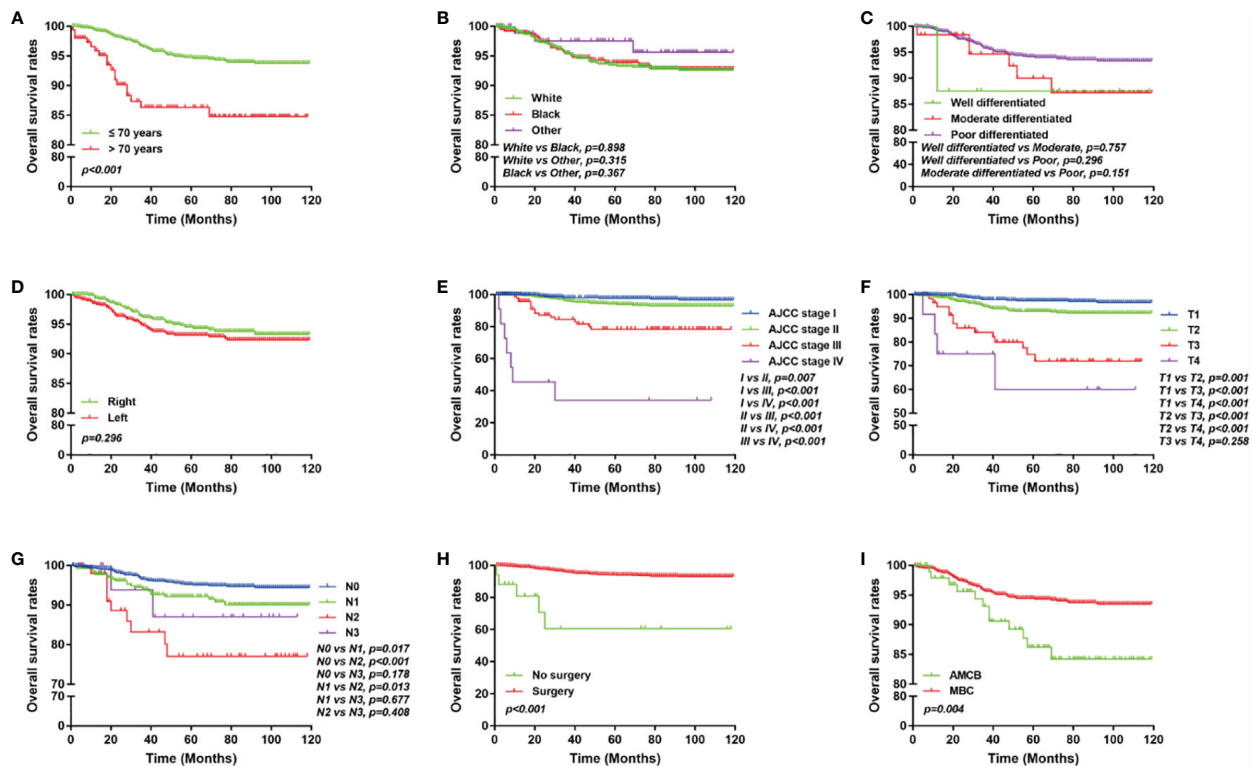 A
Overall survival rates
100
95
90
85
80
80
0
≤ 70 years
> 70 years
p<0.001
0 20 40 60 80 100 120
Time (Months)
B
Overall survival rates
100
95
90
85
80
80
0
White
Black
Other
White vs Black, p=0.898
White vs Other, p=0.315
Black vs Other, p=0.367
0 20 40 60 80 100 120
Time (Months)
C
Overall survival rates
100
95
90
85
80
80
40
0
Well differentiated
Moderate differentiated
Poor differentiated
Well differentiated vs Moderate, p=0.757
Well differentiated vs Poor, p=0.296
Moderate differentiated vs Poor, p=0.151
0 20 40 60 80 100 120
Time (Months)
D
Overall survival rates
100
95
90
85
80
80
0
Right
Left
p=0.296
0 20 40 60 80 100 120
Time (Months)
E
Overall survival rates
100
80
60
40
20
0
AJCC stage I
AJCC stage II
AJCC stage III
AJCC stage IV
I vs II, p=0.007
I vs III, p<0.001
I vs IV, p<0.001
II vs III, p<0.001
II vs IV, p<0.001
III vs IV, p<0.001
0 20 40 60 80 100 120
Time (Months)
F
Overall survival rates
100
90
80
70
60
50
50
0
T1
T2
T3
T4
T1 vs T2, p=0.001
T1 vs T3, p<0.001
T1 vs T4, p<0.001
T2 vs T3, p<0.001
T2 vs T4, p<0.001
T3 vs T4, p=0.258
0 20 40 60 80 100 120
Time (Months)
G
Overall survival rates
100
90
80
70
70
0
N0
N1
N2
N3
N0 vs N1, p=0.017
N0 vs N2, p<0.001
N0 vs N3, p=0.178
N1 vs N2, p=0.013
N1 vs N3, p=0.677
N2 vs N3, p=0.408
0 20 40 60 80 100 120
Time (Months)
H
Overall survival rates
100
80
60
40
20
0
No surgery
Surgery
p<0.001
0 20 40 60 80 100 120
Time (Months)
I
Overall survival rates
100
95
90
85
80
80
0
AMCB
MBC
p=0.004
0 20 40 60 80 100 120
Time (Months)